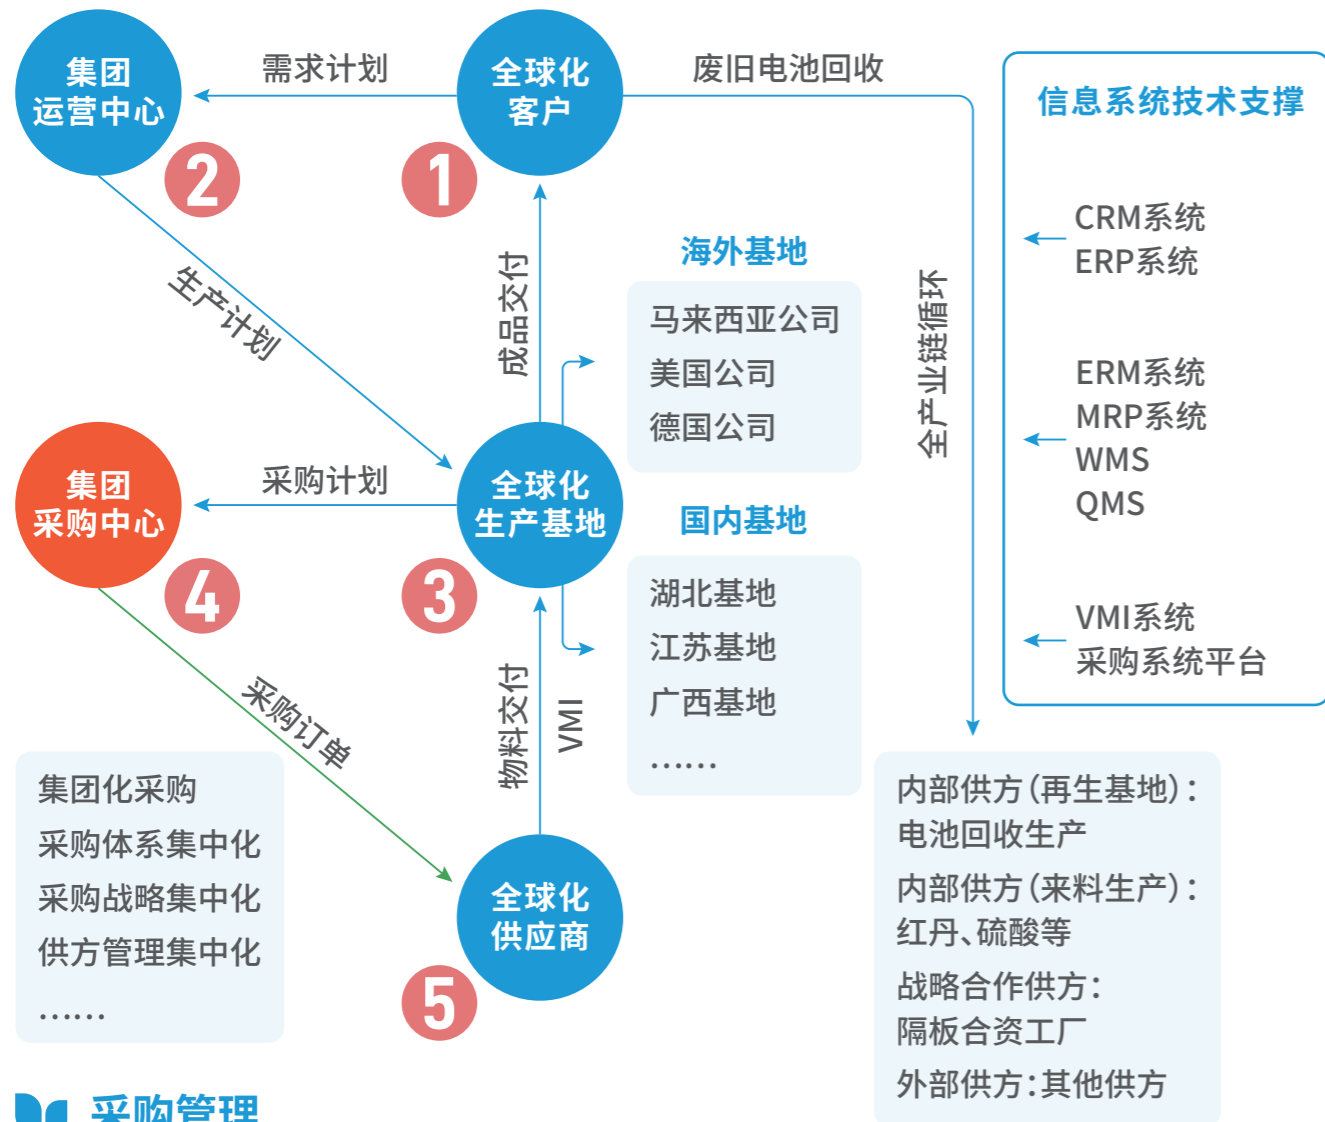 集团
运营中心
2
需求计划
全球化
客户
1
废旧电池回收
信息系统技术支撑
CRM系统
ERP系统
ERM系统
MRP系统
WMS
QMS
VMI系统
采购系统平台
生产计划
成品交付
海外基地
马来西亚公司
美国公司
德国公司
全产业链循环
集团
采购中心
4
采购计划
全球化
生产基地
3
国内基地
湖北基地
江苏基地
广西基地
……
采购订单
物料交付
VMI
集团化采购
采购体系集中化
采购战略集中化
供方管理集中化
……
全球化
供应商
5
内部供方(再生基地)：
电池回收生产
内部供方(来料生产)：
红丹、硫酸等
战略合作供方：
隔板合资工厂
外部供方：其他供方
采购管理